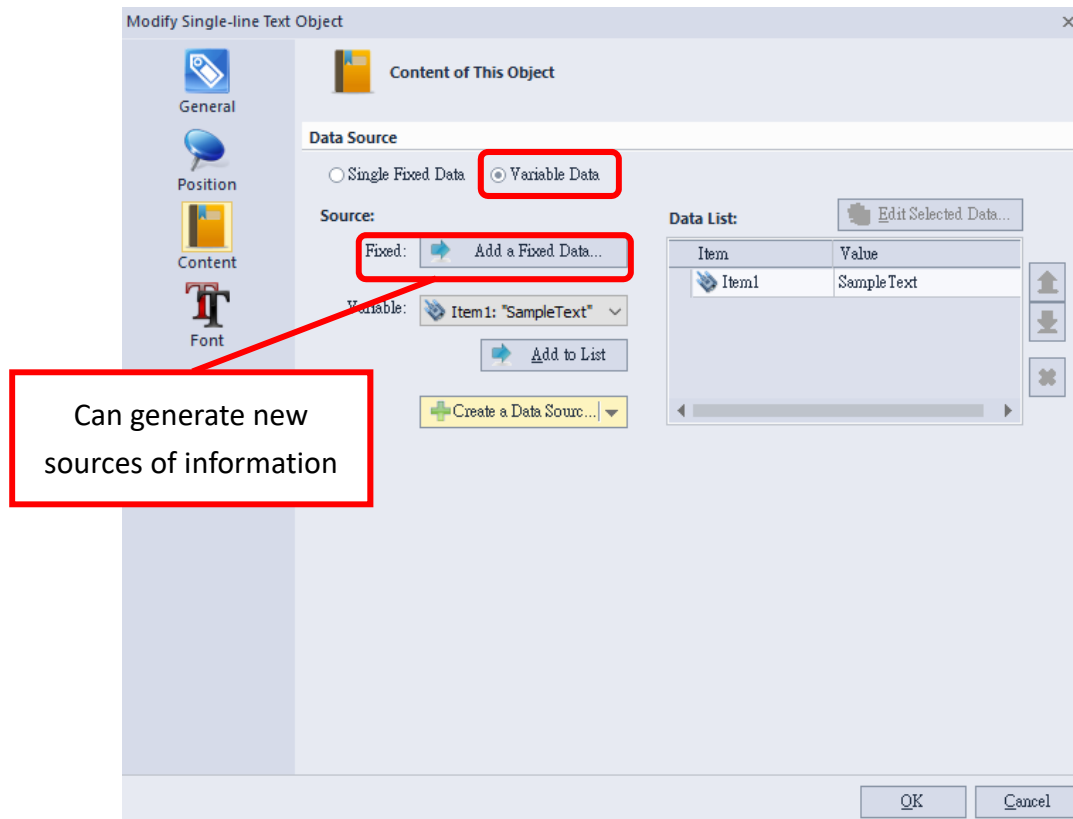 Modify Single-line Text Object
General
Position
Content
Font
Content of This Object
Data Source
Single Fixed Data
Variable Data
Source:
Fixed:
Add a Fixed Data...
Variable:
Item1: "SampleText"
Add to List
Create a Data Sourc...
Data List:
Edit Selected Data...
Item Value
Item1 SampleText
Can generate new
sources of information
OK
Cancel